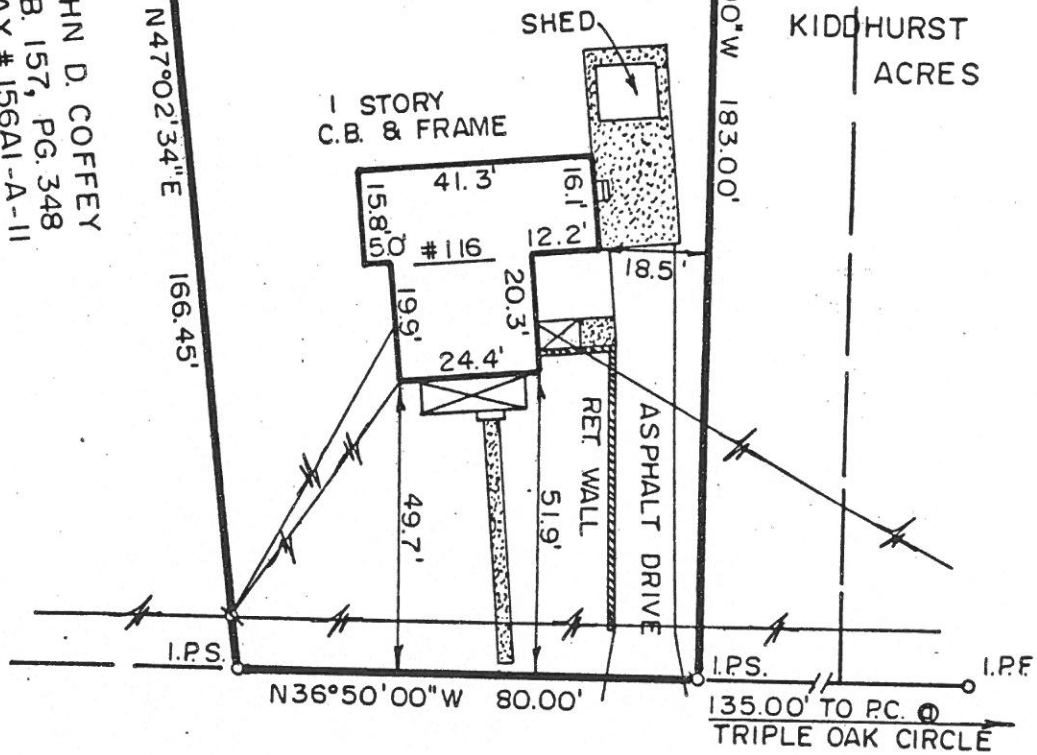 SHED
KIDDHURST
ACRES
1 STORY
C.B. & FRAME
HN D. COFFEY
B. 157, PG. 348
AX # 156A1-A-11
N47°02'34"E
166.45'
00"W 183.00'
41.3'
16.1'
15.8'
5.0'
#116
12.2'
18.5'
19.9'
20.3'
24.4'
49.7'
51.9'
RET. WALL
ASPHALT DRIVE
I.P.S.
I.P.S.
I.P.F.
N36°50'00"W 80.00'
135.00' TO P.C. @
TRIPLE OAK CIRCLE